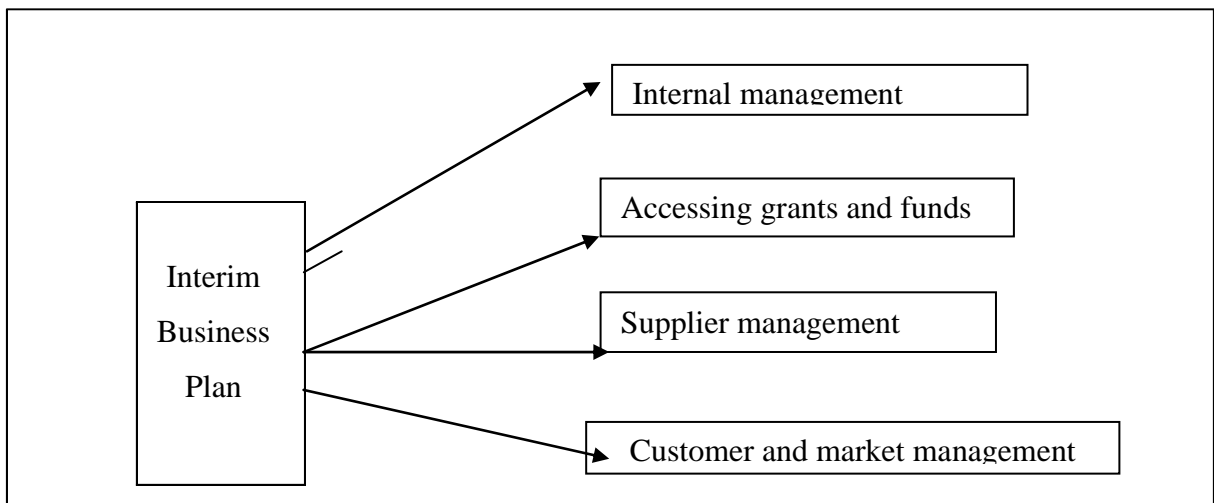 Internal management
Accessing grants and funds
Interim
Business
Plan
Supplier management
Customer and market management